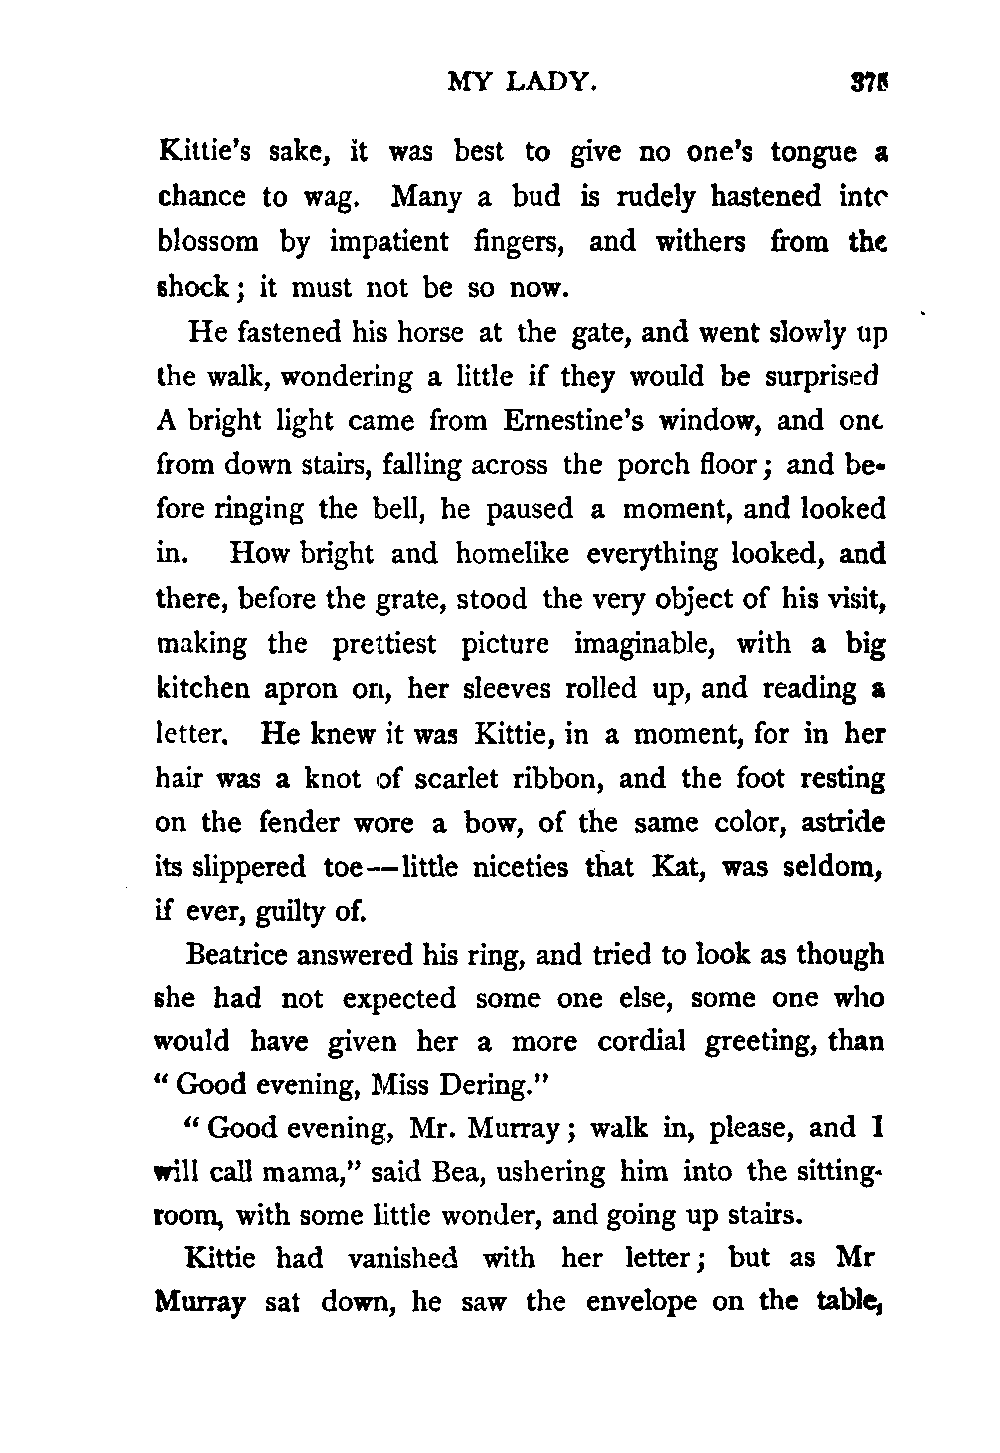 MY LADY. 375
Kittie's sake, it was best to give no one's tongue a
chance to wag. Many a bud is rudely hastened into
blossom by impatient fingers, and withers from the
shock; it must not be so now.
He fastened his horse at the gate, and went slowly up
the walk, wondering a little if they would be surprised
A bright light came from Ernestine's window, and one
from down stairs, falling across the porch floor; and be-
fore ringing the bell, he paused a moment, and looked
in. How bright and homelike everything looked, and
there, before the grate, stood the very object of his visit,
making the prettiest picture imaginable, with a big
kitchen apron on, her sleeves rolled up, and reading a
letter. He knew it was Kittie, in a moment, for in her
hair was a knot of scarlet ribbon, and the foot resting
on the fender wore a bow, of the same color, astride
its slippered toe—little niceties that Kat, was seldom,
if ever, guilty of.
Beatrice answered his ring, and tried to look as though
she had not expected some one else, some one who
would have given her a more cordial greeting, than
"Good evening, Miss Dering."
"Good evening, Mr. Murray; walk in, please, and I
will call mama," said Bea, ushering him into the sitting-
room, with some little wonder, and going up stairs.
Kittie had vanished with her letter; but as Mr
Murray sat down, he saw the envelope on the table,